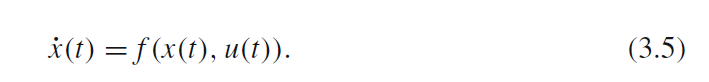 ẋ(t) = f(x(t), u(t)). (3.5)